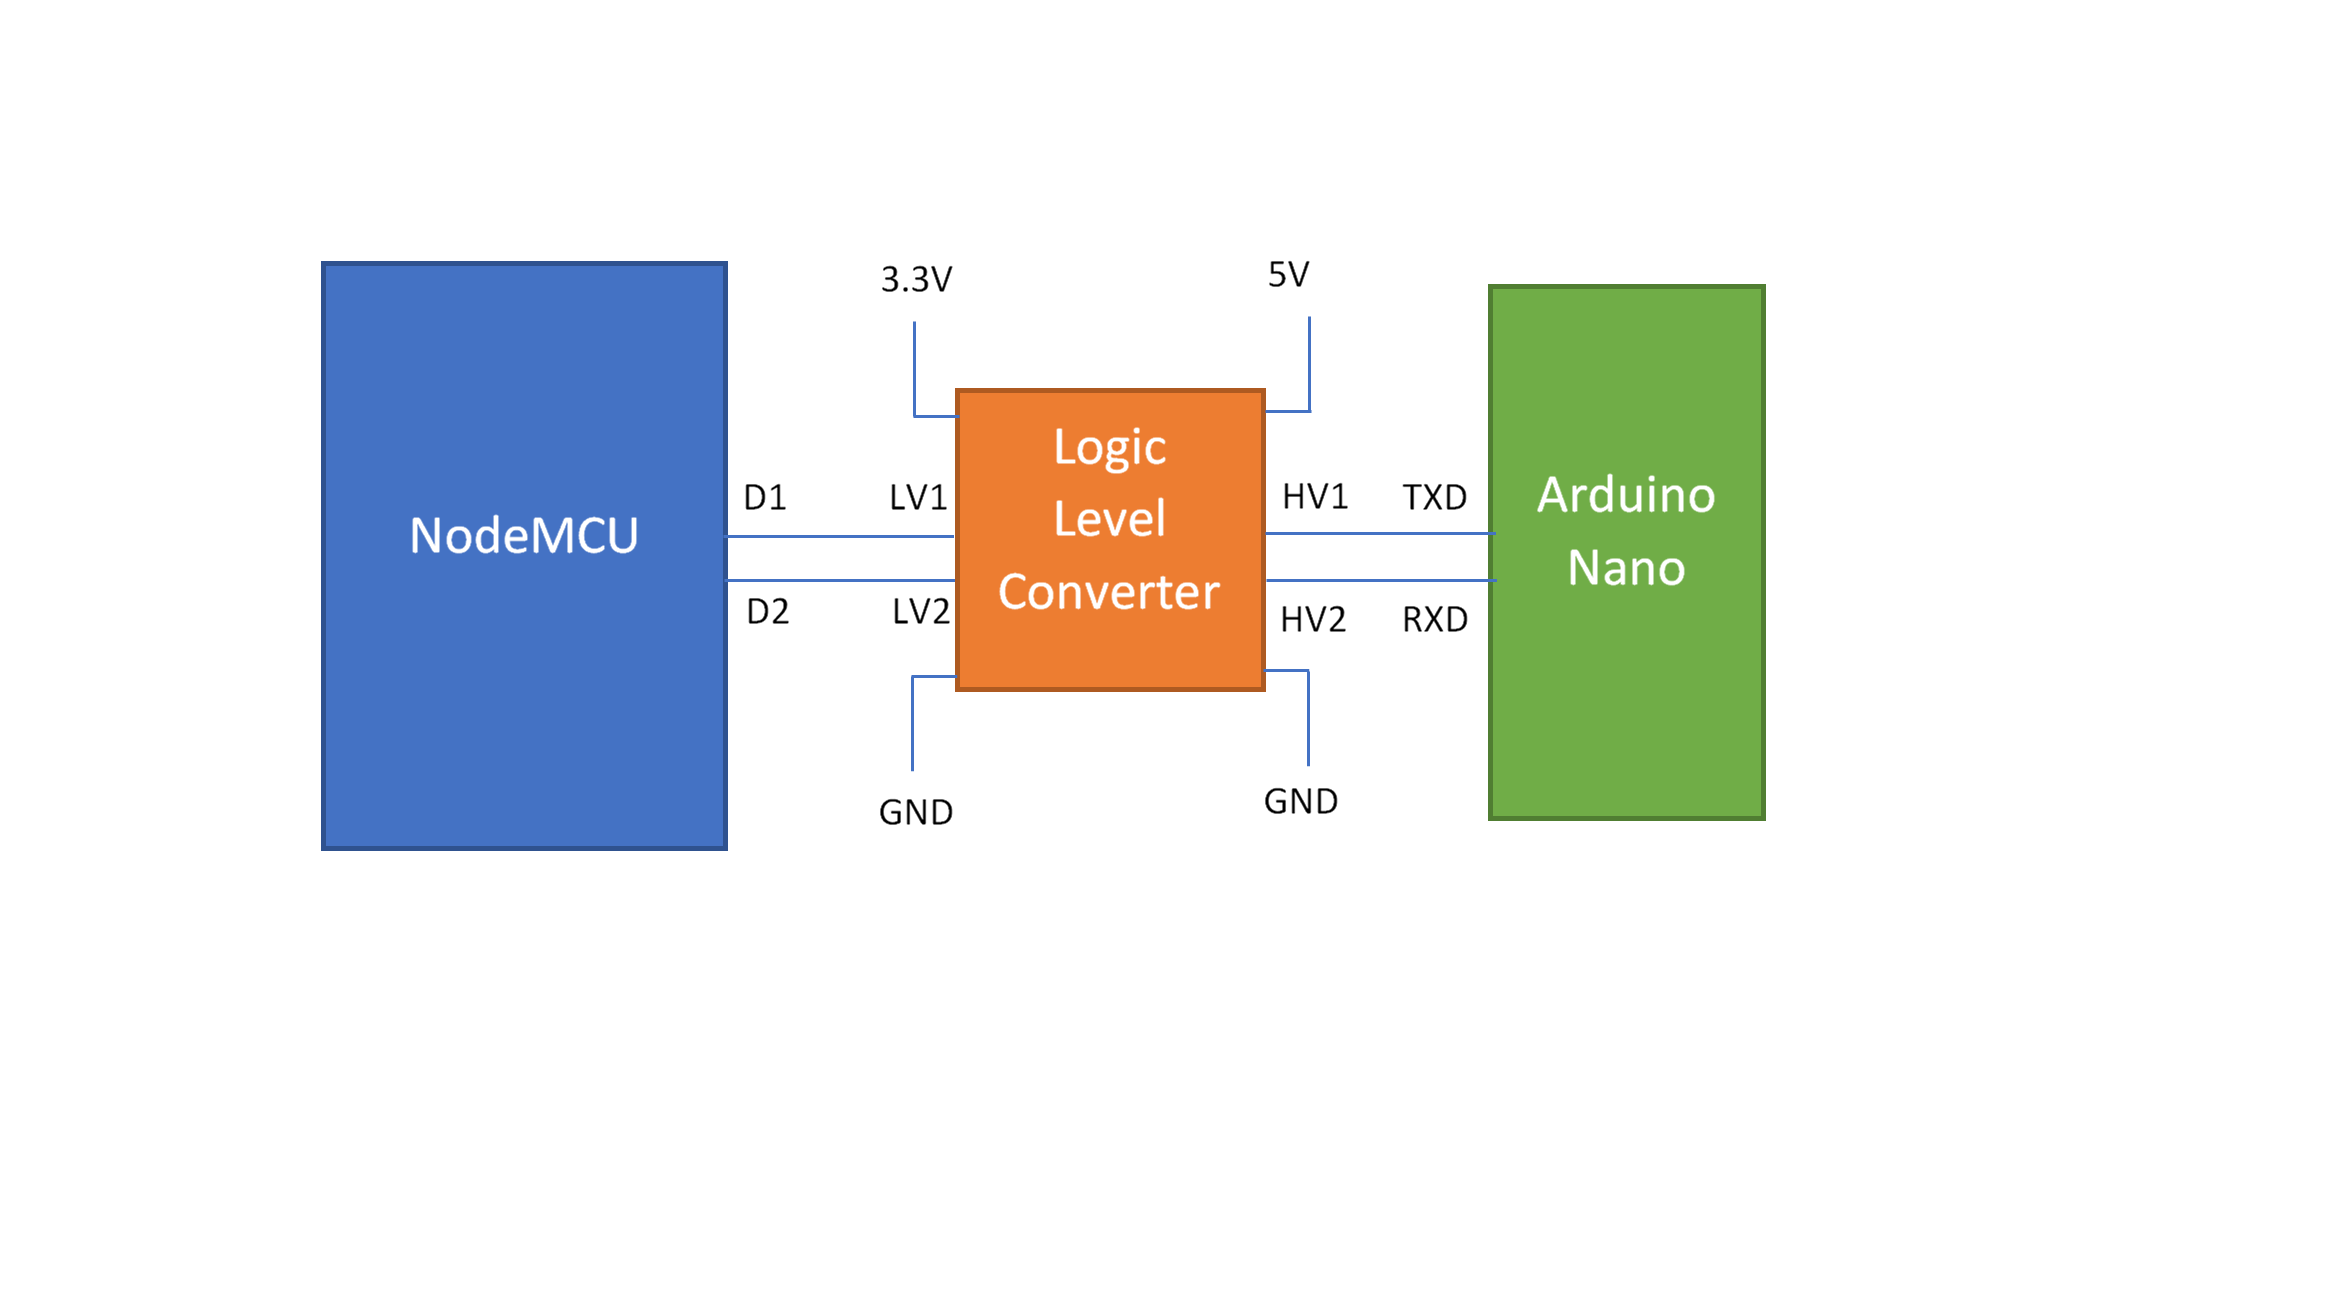 3.3V
5V
Logic
Level
Converter
D1
LV1
HV1
TXD
NodeMCU
Arduino
Nano
D2
LV2
HV2
RXD
GND
GND